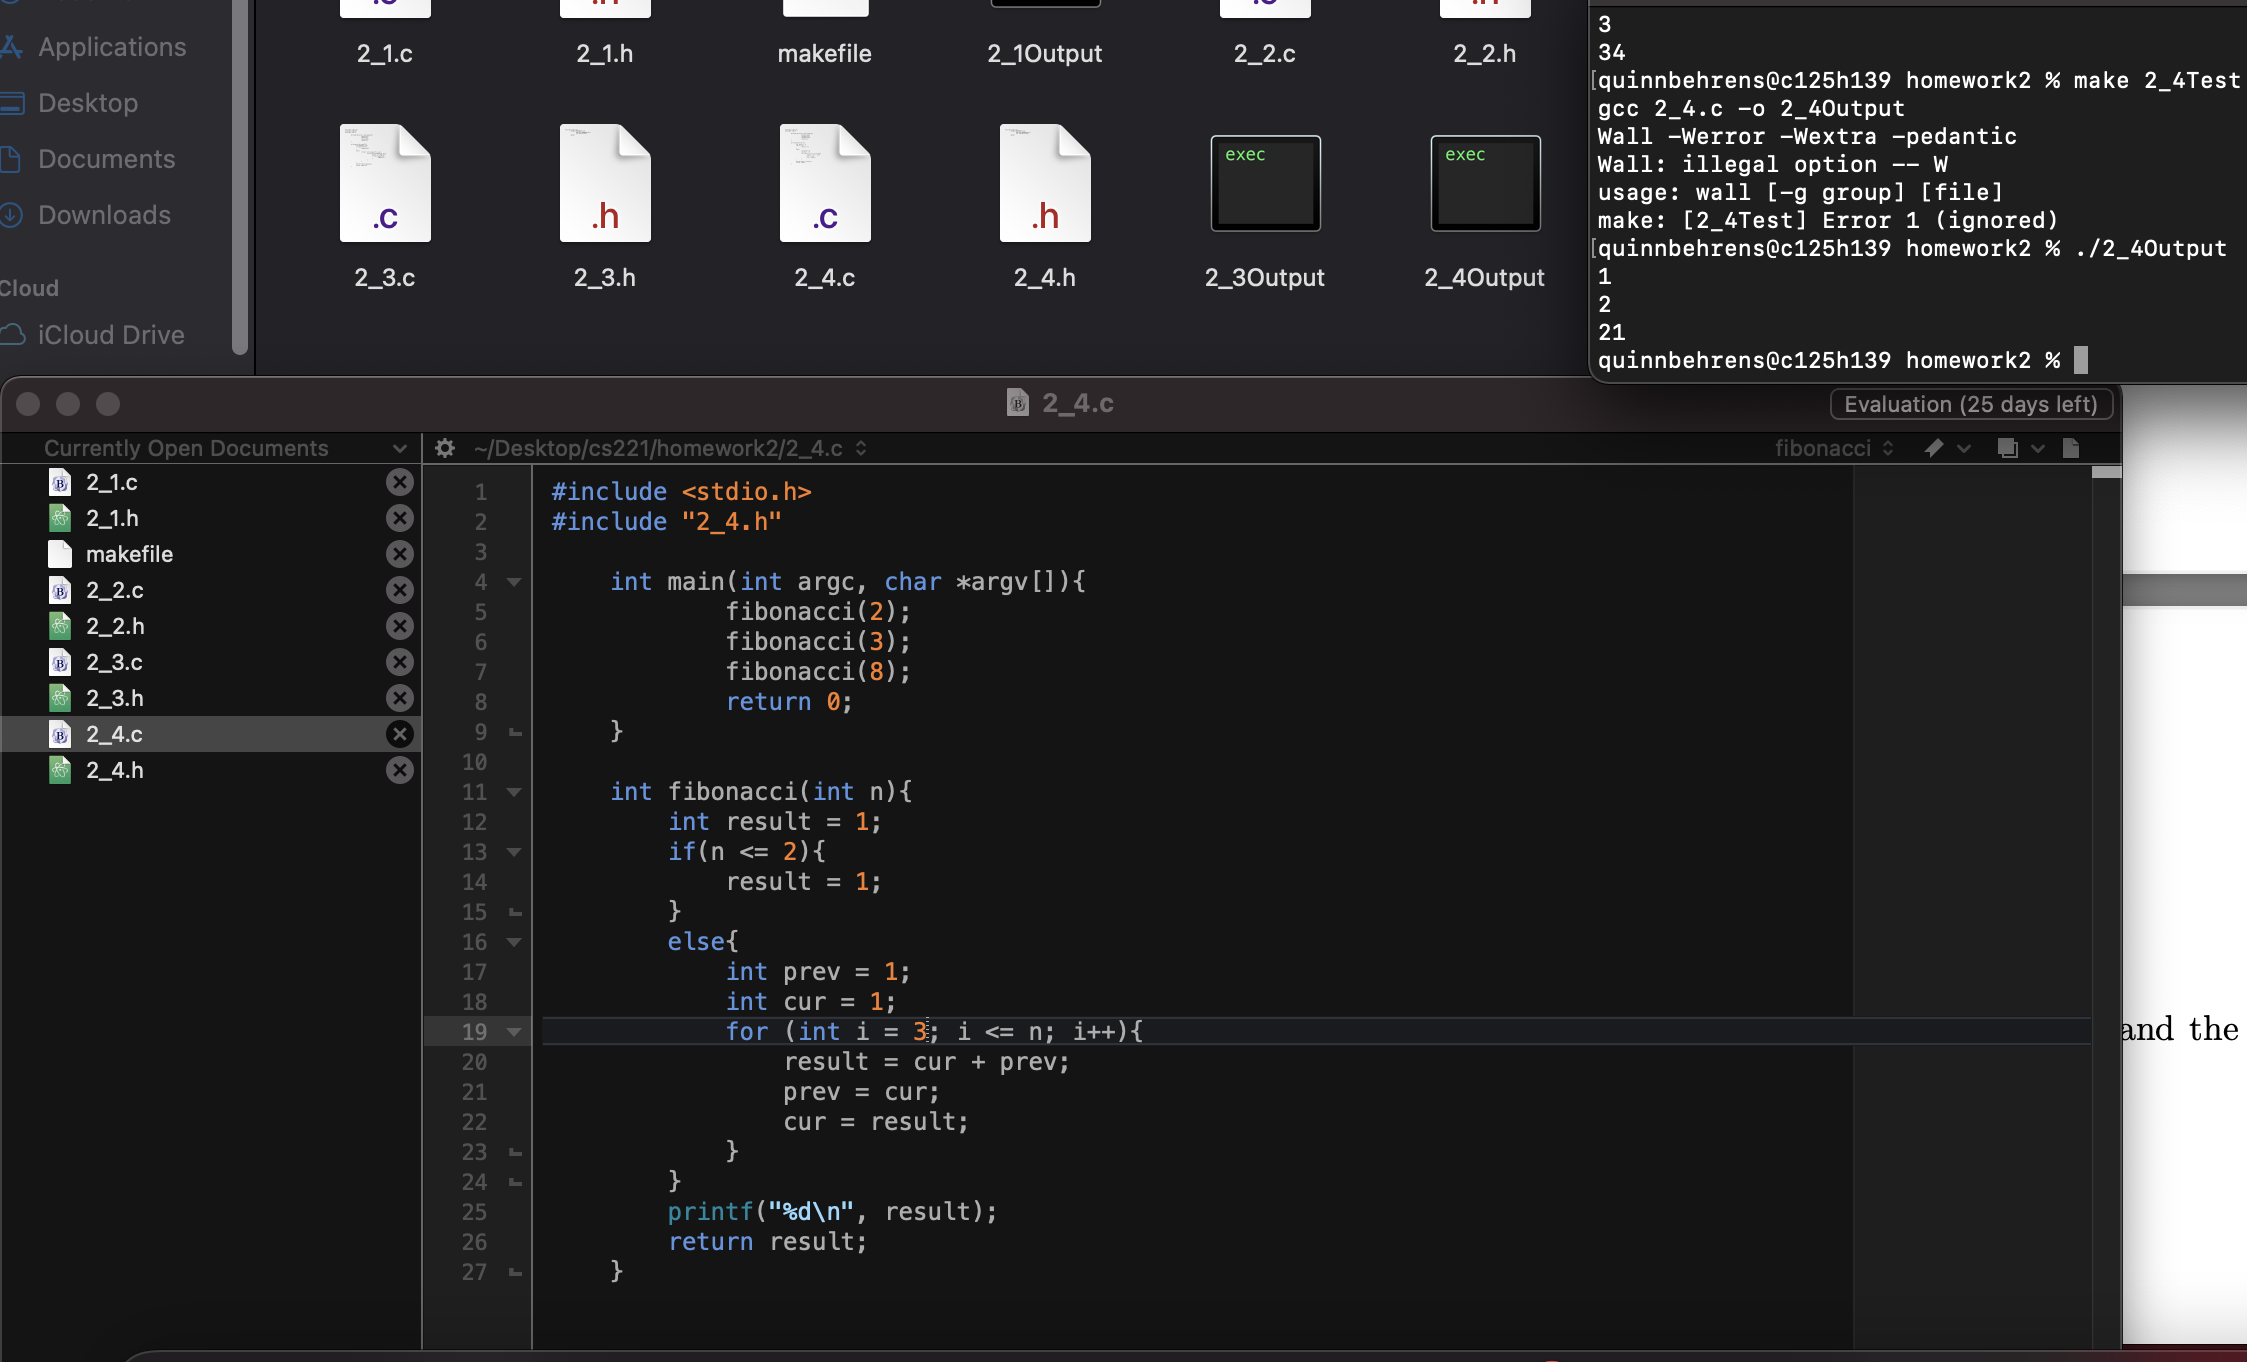 Applications
Desktop
Documents
Downloads
Cloud
iCloud Drive
2_1.c
2_1.h
makefile
2_1Output
2_2.c
2_2.h
.c
.h
.c
.h
exec
exec
2_3.c
2_3.h
2_4.c
2_4.h
2_3Output
2_4Output
3
34
[quinnbehrens@c125h139 homework2 % make 2_4Test
gcc 2_4.c -o 2_4Output
Wall -Werror -Wextra -pedantic
Wall: illegal option -- W
usage: wall [-g group] [file]
make: [2_4Test] Error 1 (ignored)
[quinnbehrens@c125h139 homework2 % ./2_4Output
1
2
21
quinnbehrens@c125h139 homework2 %
2_4.c
Evaluation (25 days left)
Currently Open Documents
~/Desktop/cs221/homework2/2_4.c
fibonacci
2_1.c
2_1.h
makefile
2_2.c
2_2.h
2_3.c
2_3.h
2_4.c
2_4.h
1 #include <stdio.h>
2 #include "2_4.h"
3
4 int main(int argc, char *argv[]){
5 fibonacci(2);
6 fibonacci(3);
7 fibonacci(8);
8 return 0;
9 }
10
11 int fibonacci(int n){
12 int result = 1;
13 if(n <= 2){
14 result = 1;
15 }
16 else{
17 int prev = 1;
18 int cur = 1;
19 for (int i = 3; i <= n; i++){
20 result = cur + prev;
21 prev = cur;
22 cur = result;
23 }
24 }
25 printf("%d\n", result);
26 return result;
27 }
and the